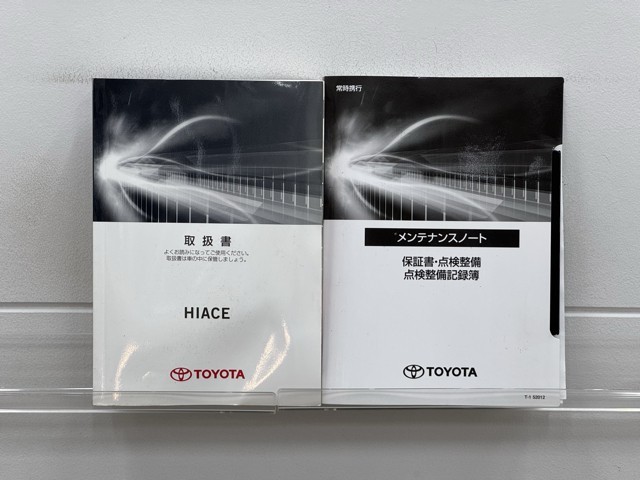 取扱書
よくお読みになってご使用ください。
取扱書は車の中に保管しましょう。
HIACE
TOYOTA
常時携行
メンテナンスノート
保証書・点検整備
点検整備記録簿
TOYOTA